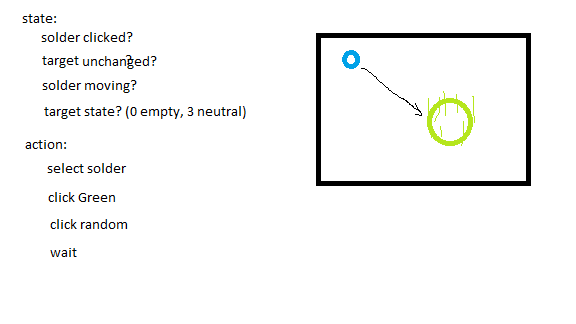 state:
solder clicked?
target unchanged?
solder moving?
target state? (0 empty, 3 neutral)
action:
select solder
click Green
click random
wait